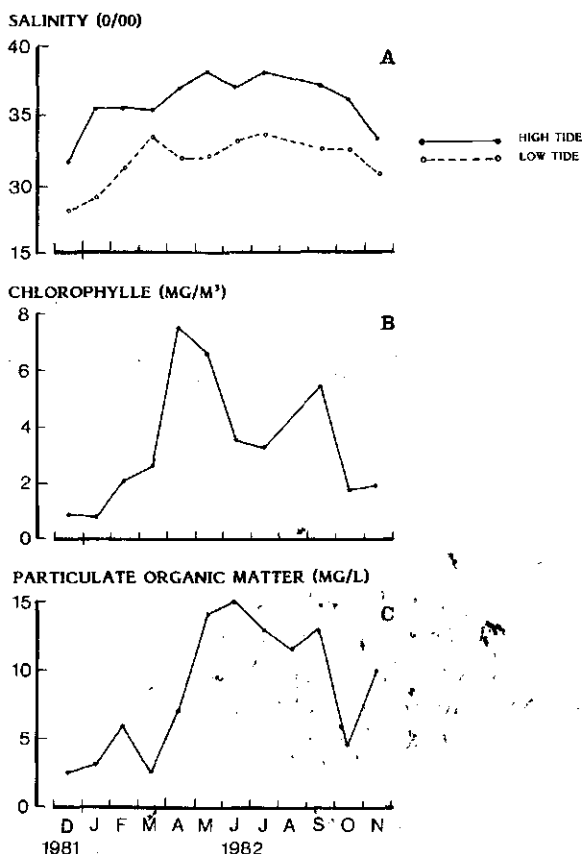 SALINITY (0/00)
40
35
30
15
A
HIGH TIDE
LOW TIDE
CHLOROPHYLLE (MG/M³)
8
6
4
2
0
B
PARTICULATE ORGANIC MATTER (MG/L)
15
10
5
0
C
D J F M A M J J A S O N
1981 1982